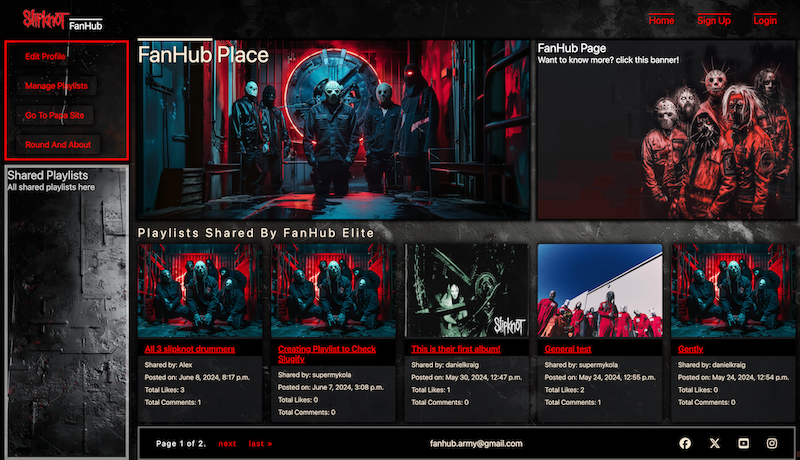 SlipKnoT FanHub
Home Sign Up Login
Edit Profile
Manage Playlists
Go To Papa Site
Round And About
Shared Playlists
All shared playlists here
FanHub Place
FanHub Page
Want to know more? click this banner!
Playlists Shared By FanHub Elite
All 3 slipknot drummers
Shared by: Alex
Posted on: June 8, 2024, 8:17 p.m.
Total Likes: 3
Total Comments: 1
Creating Playlist to Check
Slugify
Shared by: supermykola
Posted on: June 7, 2024, 3:08 p.m.
Total Likes: 0
Total Comments: 0
SlipKnoT
This is their first album!
Shared by: danielkraig
Posted on: May 30, 2024, 12:47 p.m.
Total Likes: 1
Total Comments: 0
General test
Shared by: supermykola
Posted on: May 24, 2024, 12:55 p.m.
Total Likes: 2
Total Comments: 1
Gently
Shared by: danielkraig
Posted on: May 24, 2024, 12:54 p.m.
Total Likes: 0
Total Comments: 0
Page 1 of 2. next last »
fanhub.army@gmail.com